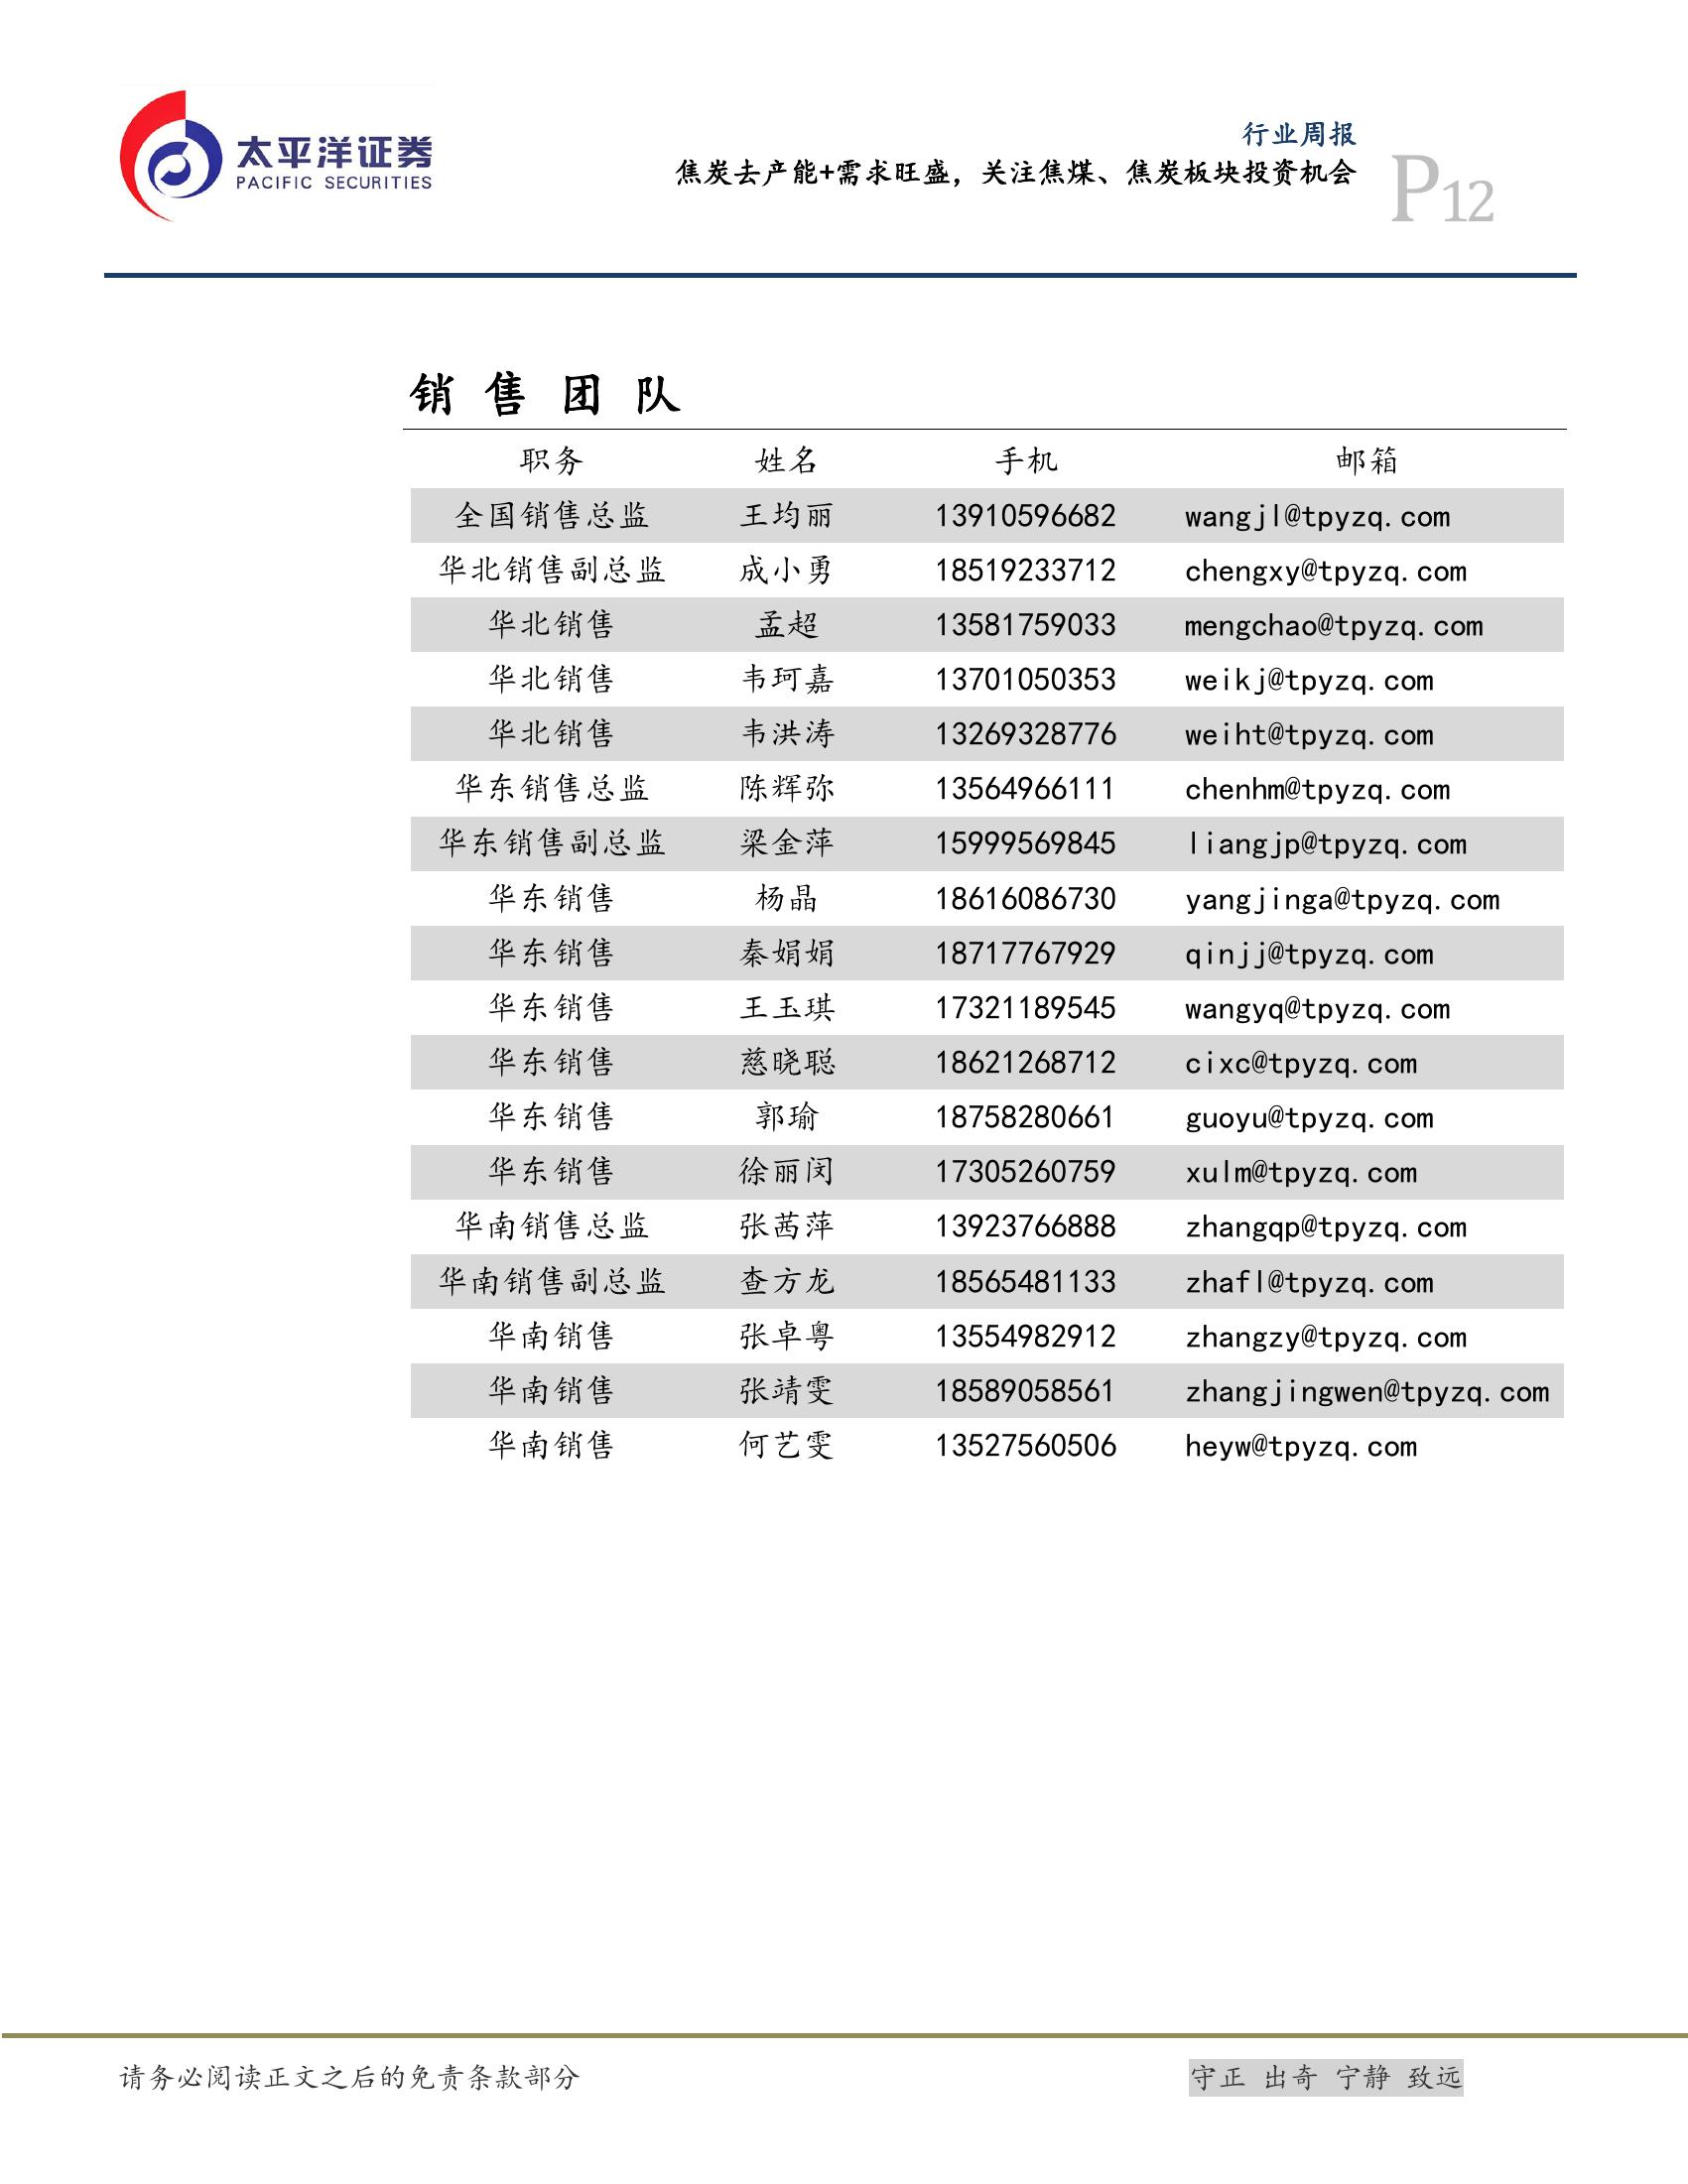 太平洋证券
PACIFIC SECURITIES
行业周报
焦炭去产能+需求旺盛，关注焦煤、焦炭板块投资机会
P12
销 售 团 队
职务 姓名 手机 邮箱
全国销售总监 王均丽 13910596682 wangjl@tpyzq.com
华北销售副总监 成小勇 18519233712 chengxy@tpyzq.com
华北销售 孟超 13581759033 mengchao@tpyzq.com
华北销售 韦珂嘉 13701050353 weikj@tpyzq.com
华北销售 韦洪涛 13269328776 weiht@tpyzq.com
华东销售总监 陈辉弥 13564966111 chenhm@tpyzq.com
华东销售副总监 梁金萍 15999569845 liangjp@tpyzq.com
华东销售 杨晶 18616086730 yangjinga@tpyzq.com
华东销售 秦娟娟 18717767929 qinjj@tpyzq.com
华东销售 王玉琪 17321189545 wangyq@tpyzq.com
华东销售 慈晓聪 18621268712 cixc@tpyzq.com
华东销售 郭瑜 18758280661 guoyu@tpyzq.com
华东销售 徐丽闵 17305260759 xulm@tpyzq.com
华南销售总监 张茜萍 13923766888 zhangqp@tpyzq.com
华南销售副总监 查方龙 18565481133 zhafl@tpyzq.com
华南销售 张卓粤 13554982912 zhangzy@tpyzq.com
华南销售 张靖雯 18589058561 zhangjingwen@tpyzq.com
华南销售 何艺雯 13527560506 heyw@tpyzq.com
请务必阅读正文之后的免责条款部分
守正 出奇 宁静 致远